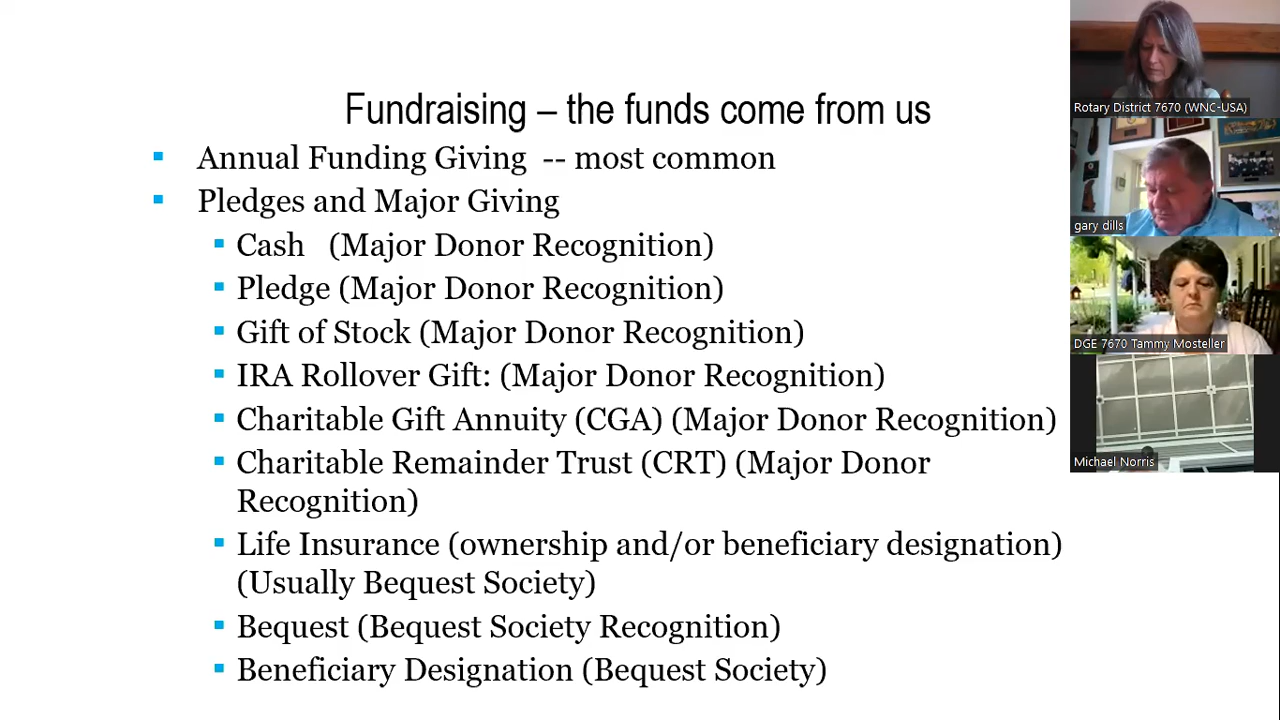 Fundraising – the funds come from us
▪ Annual Funding Giving -- most common
▪ Pledges and Major Giving
▪ Cash (Major Donor Recognition)
▪ Pledge (Major Donor Recognition)
▪ Gift of Stock (Major Donor Recognition)
▪ IRA Rollover Gift: (Major Donor Recognition)
▪ Charitable Gift Annuity (CGA) (Major Donor Recognition)
▪ Charitable Remainder Trust (CRT) (Major Donor
Recognition)
▪ Life Insurance (ownership and/or beneficiary designation)
(Usually Bequest Society)
▪ Bequest (Bequest Society Recognition)
▪ Beneficiary Designation (Bequest Society)
Rotary District 7670 (WNC-USA)
gary dills
DGE 7670 Tammy Mosteller
Michael Norris